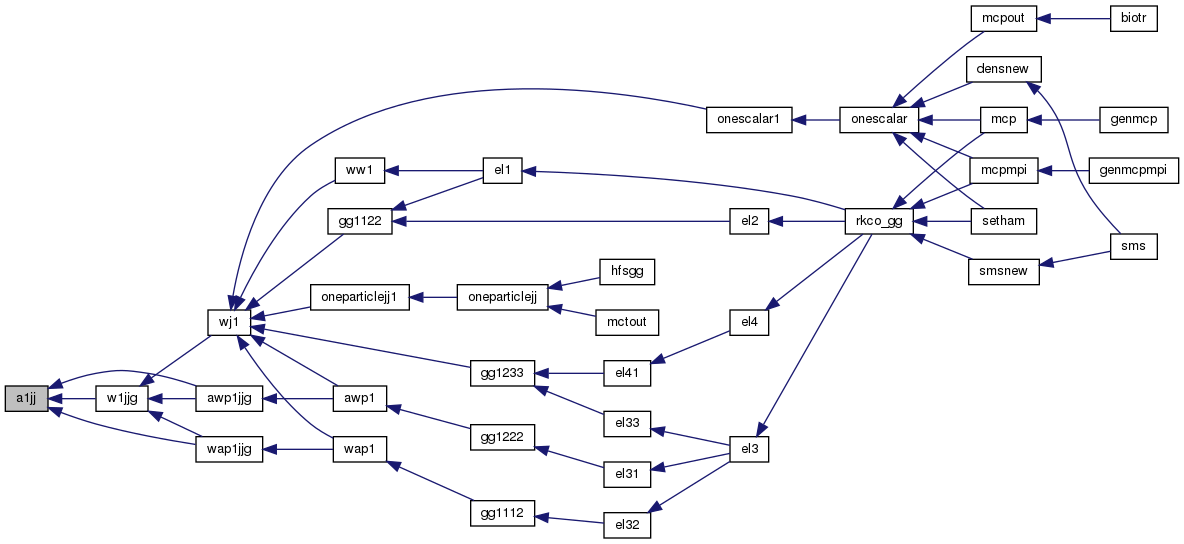 mcpout
biotr
densnew
onescalar1
onescalar
mcp
genmcp
ww1
el1
mcpmpi
genmcpmpi
gg1122
el2
rkco_gg
setham
sms
smsnew
hfsgg
oneparticlejj1
oneparticlejj
wj1
el4
mctout
gg1233
el41
a1jj
w1jjg
awp1jjg
awp1
el33
gg1222
wap1jjg
wap1
el3
el31
gg1112
el32